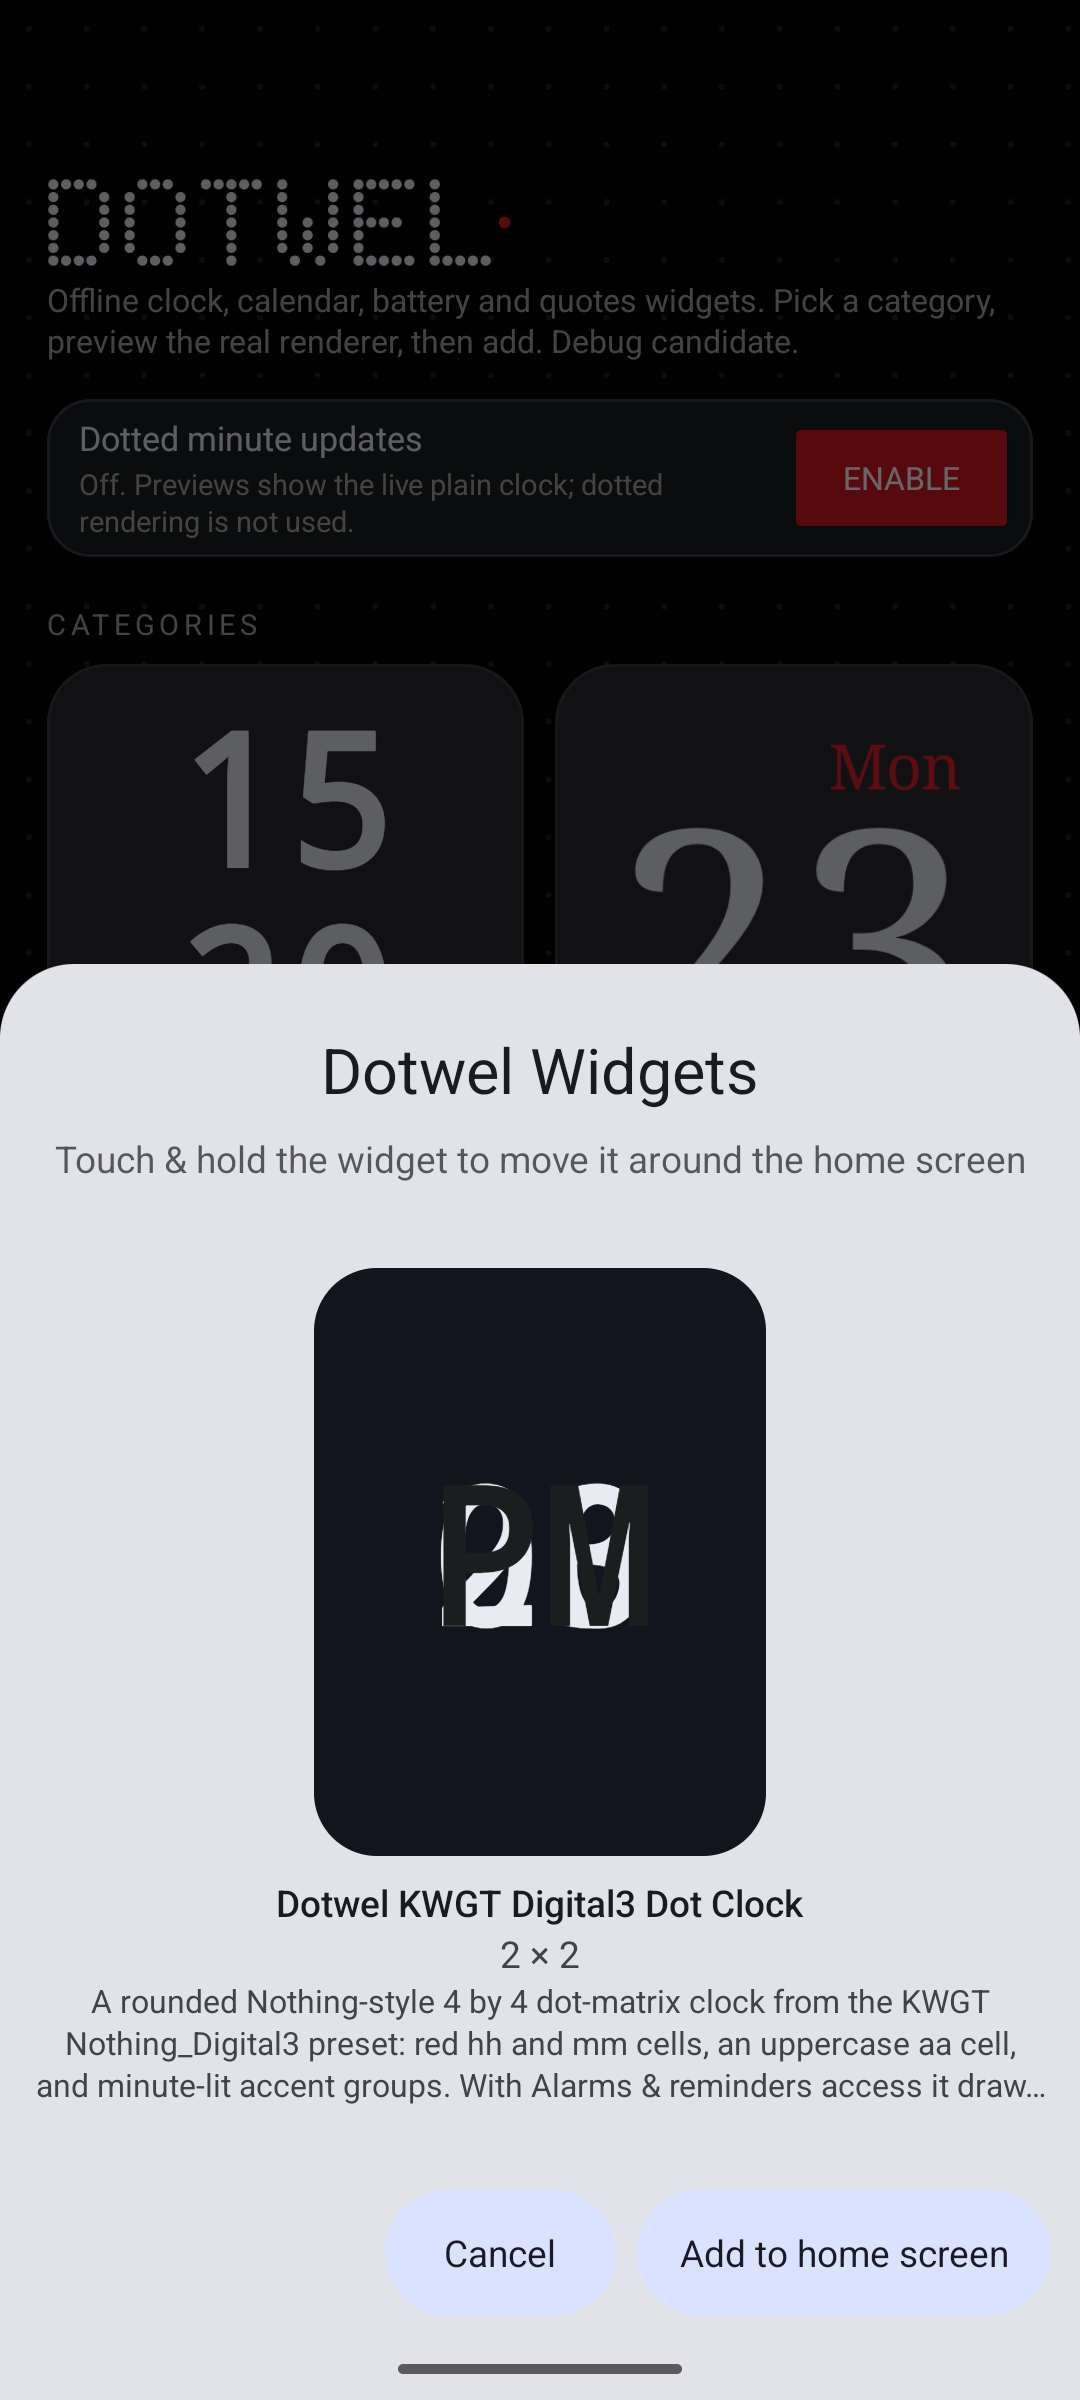 DOTWEL
Offline clock, calendar, battery and quotes widgets. Pick a category,
preview the real renderer, then add. Debug candidate.
Dotted minute updates
Off. Previews show the live plain clock; dotted
rendering is not used.
ENABLE
CATEGORIES
15
Mon
23
Dotwel Widgets
Touch & hold the widget to move it around the home screen
PM
Dotwel KWGT Digital3 Dot Clock
2 × 2
A rounded Nothing-style 4 by 4 dot-matrix clock from the KWGT
Nothing_Digital3 preset: red hh and mm cells, an uppercase aa cell,
and minute-lit accent groups. With Alarms & reminders access it draw…
Cancel
Add to home screen